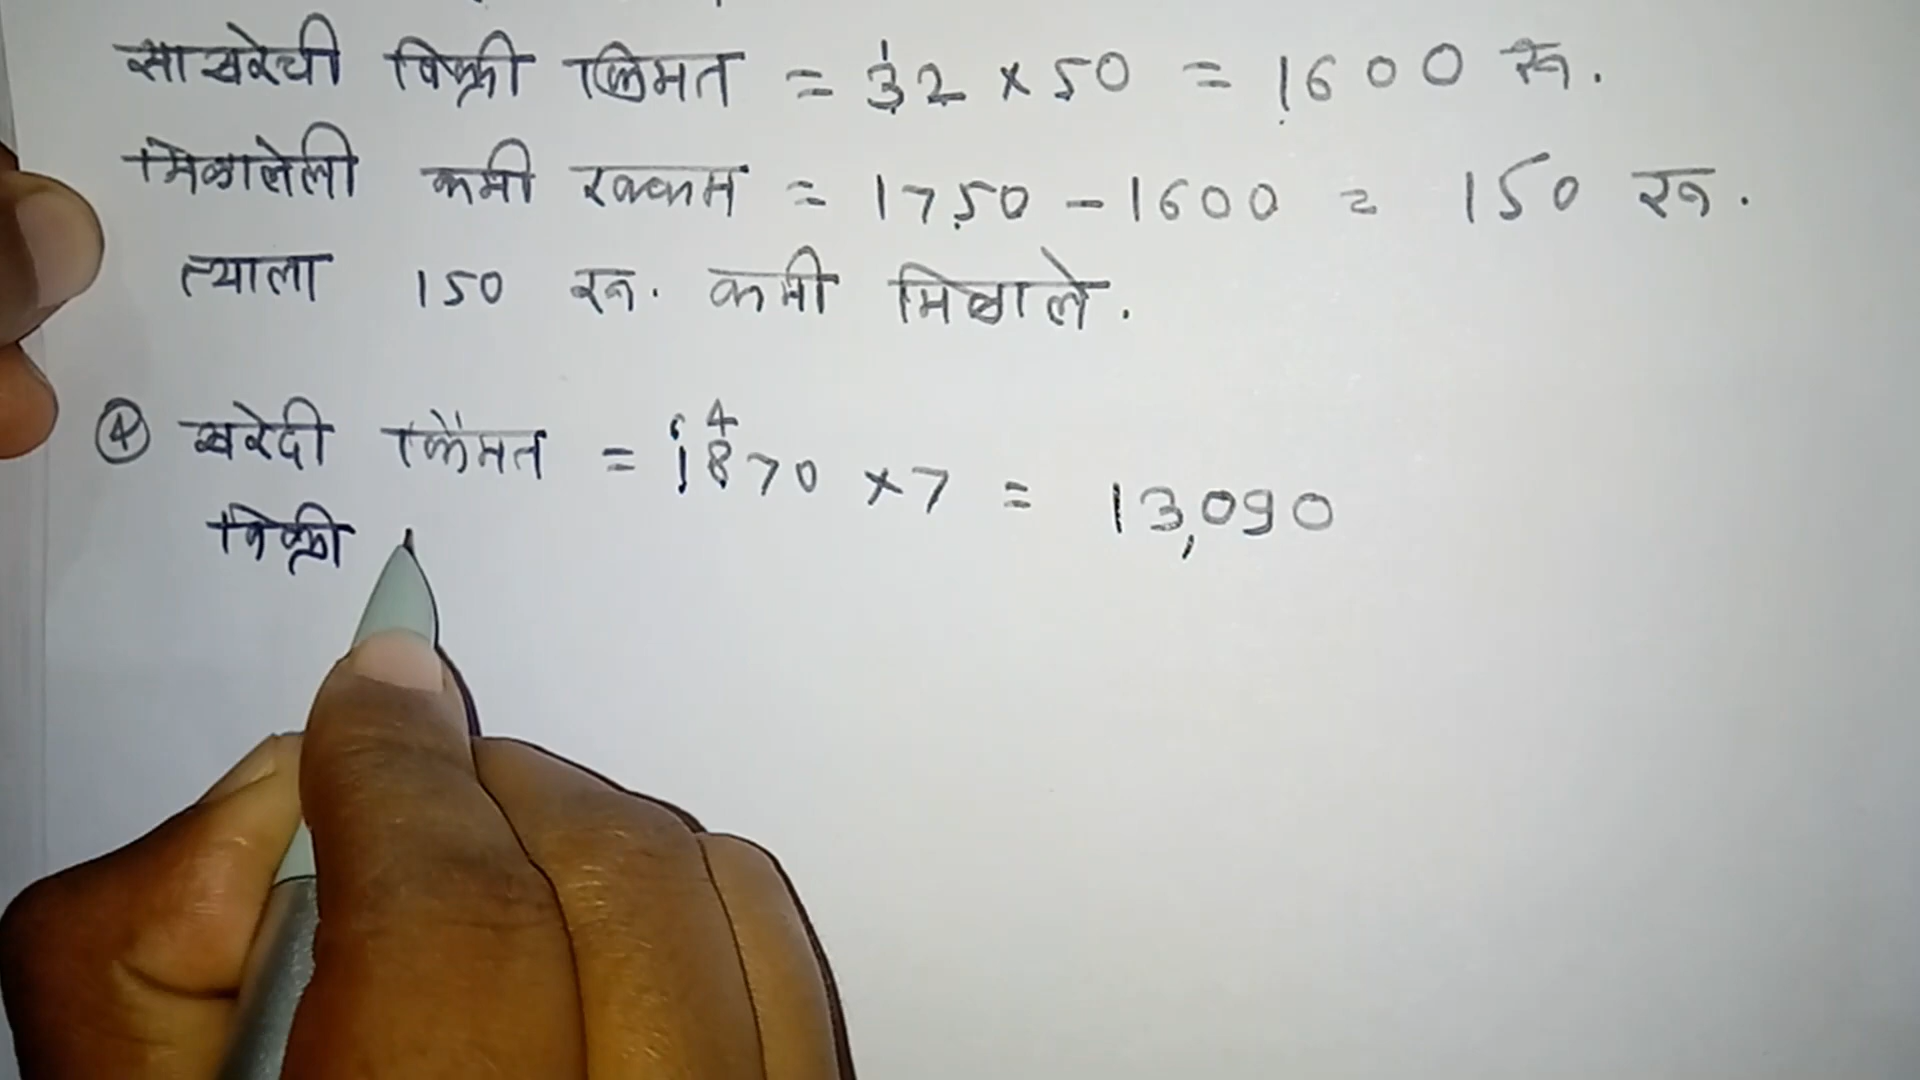 साखरेची विक्री किंमत = 32 × 50 = 1600 रू.
मिळालेली कमी रक्कम = 1750 - 1600 = 150 रू.
त्याला 150 रू. कमी मिळाले.
④ खरेदी किंमत = 1870 × 7 = 13,090
विक्री